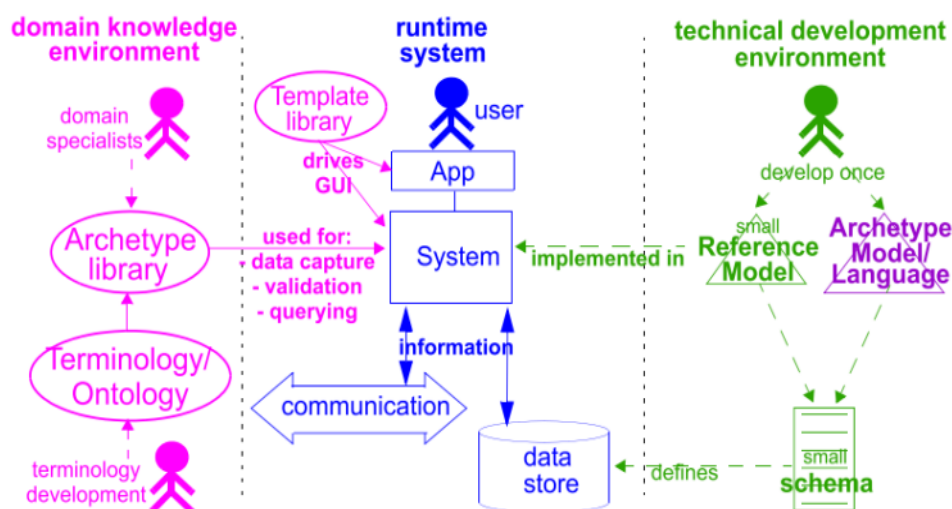 domain knowledge
environment
domain
specialists
Archetype
library
Terminology/
Ontology
terminology
development
runtime
system
Template
library
user
drives
GUI
App
used for:
- data capture
- validation
- querying
System
information
communication
data
store
technical development
environment
develop once
small
Reference
Model
Archetype
Model/
Language
implemented in
small
schema
defines